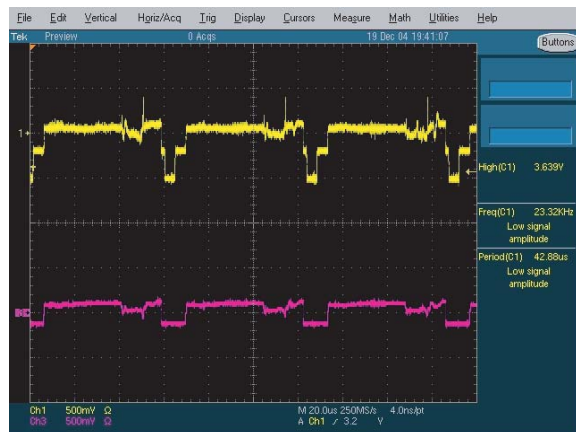 File Edit Vertical Horiz/Acq Trig Display Cursors Measure Math Utilities Help
Tek Preview 0 Acqs 19 Dec 04 19:41:07
Buttons
1
High(C1) 3.639V
Freq(C1) 23.32KHz
Low signal
amplitude
Period(C1) 42.88us
Low signal
amplitude
Ch1 500mV Ω M 20.0us 250MS/s 4.0ns/pt
Ch3 500mV Ω A Ch1 / 3.2 V